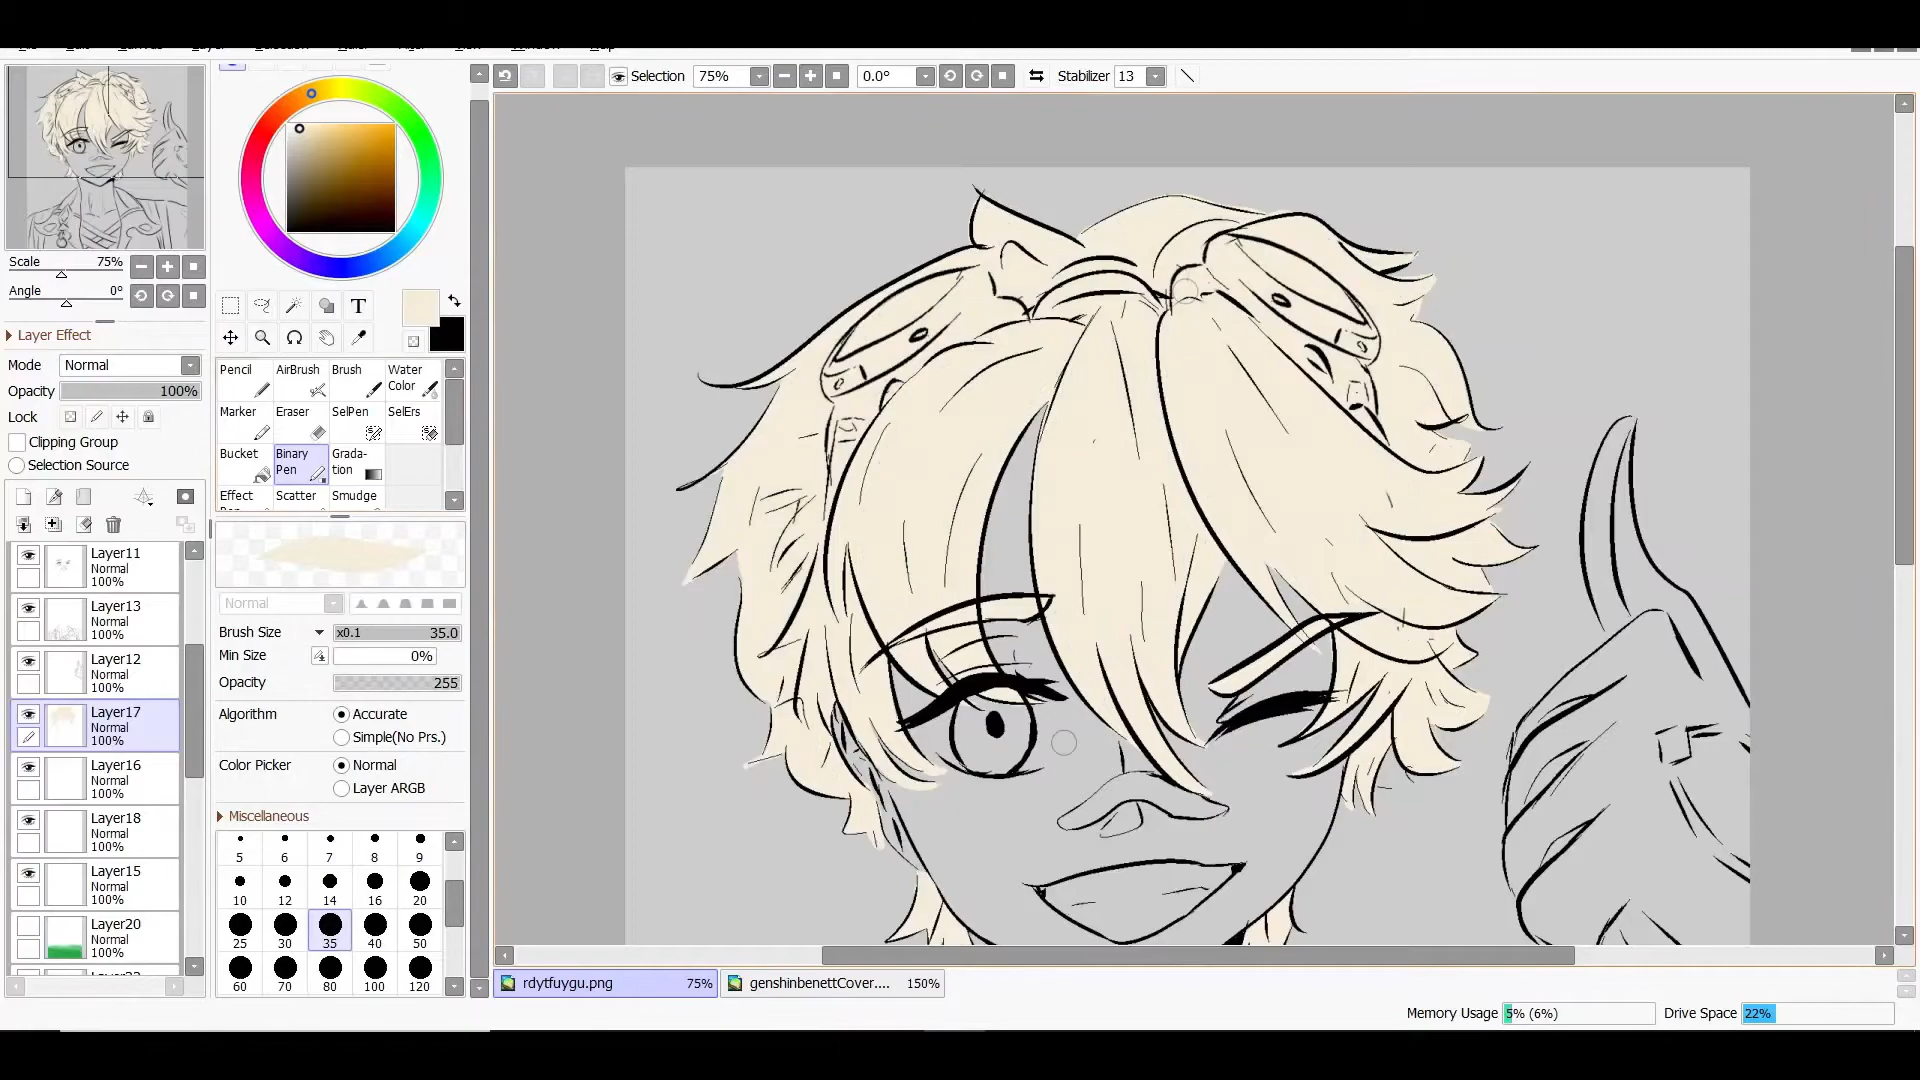 Selection 75% 0.0° Stabilizer 13
Scale 75%
Angle 0°
Layer Effect
Mode Normal
Opacity 100%
Lock
Clipping Group
Selection Source
Layer11
Normal
100%
Layer13
Normal
100%
Layer12
Normal
100%
Layer17
Normal
100%
Layer16
Normal
100%
Layer18
Normal
100%
Layer15
Normal
100%
Layer20
Normal
100%
T
Pencil AirBrush Brush Water Color
Marker Eraser SelPen SelErs
Bucket Binary Pen Grada-tion
Effect Scatter Smudge
Normal
Brush Size x0.1 35.0
Min Size 0%
Opacity 255
Algorithm Accurate
Simple(No Prs.)
Color Picker Normal
Layer ARGB
Miscellaneous
5 6 7 8 9
10 12 14 16 20
25 30 35 40 50
60 70 80 100 120
rdytfuygu.png 75% genshinbenettCover.... 150%
Memory Usage 5% (6%) Drive Space 22%